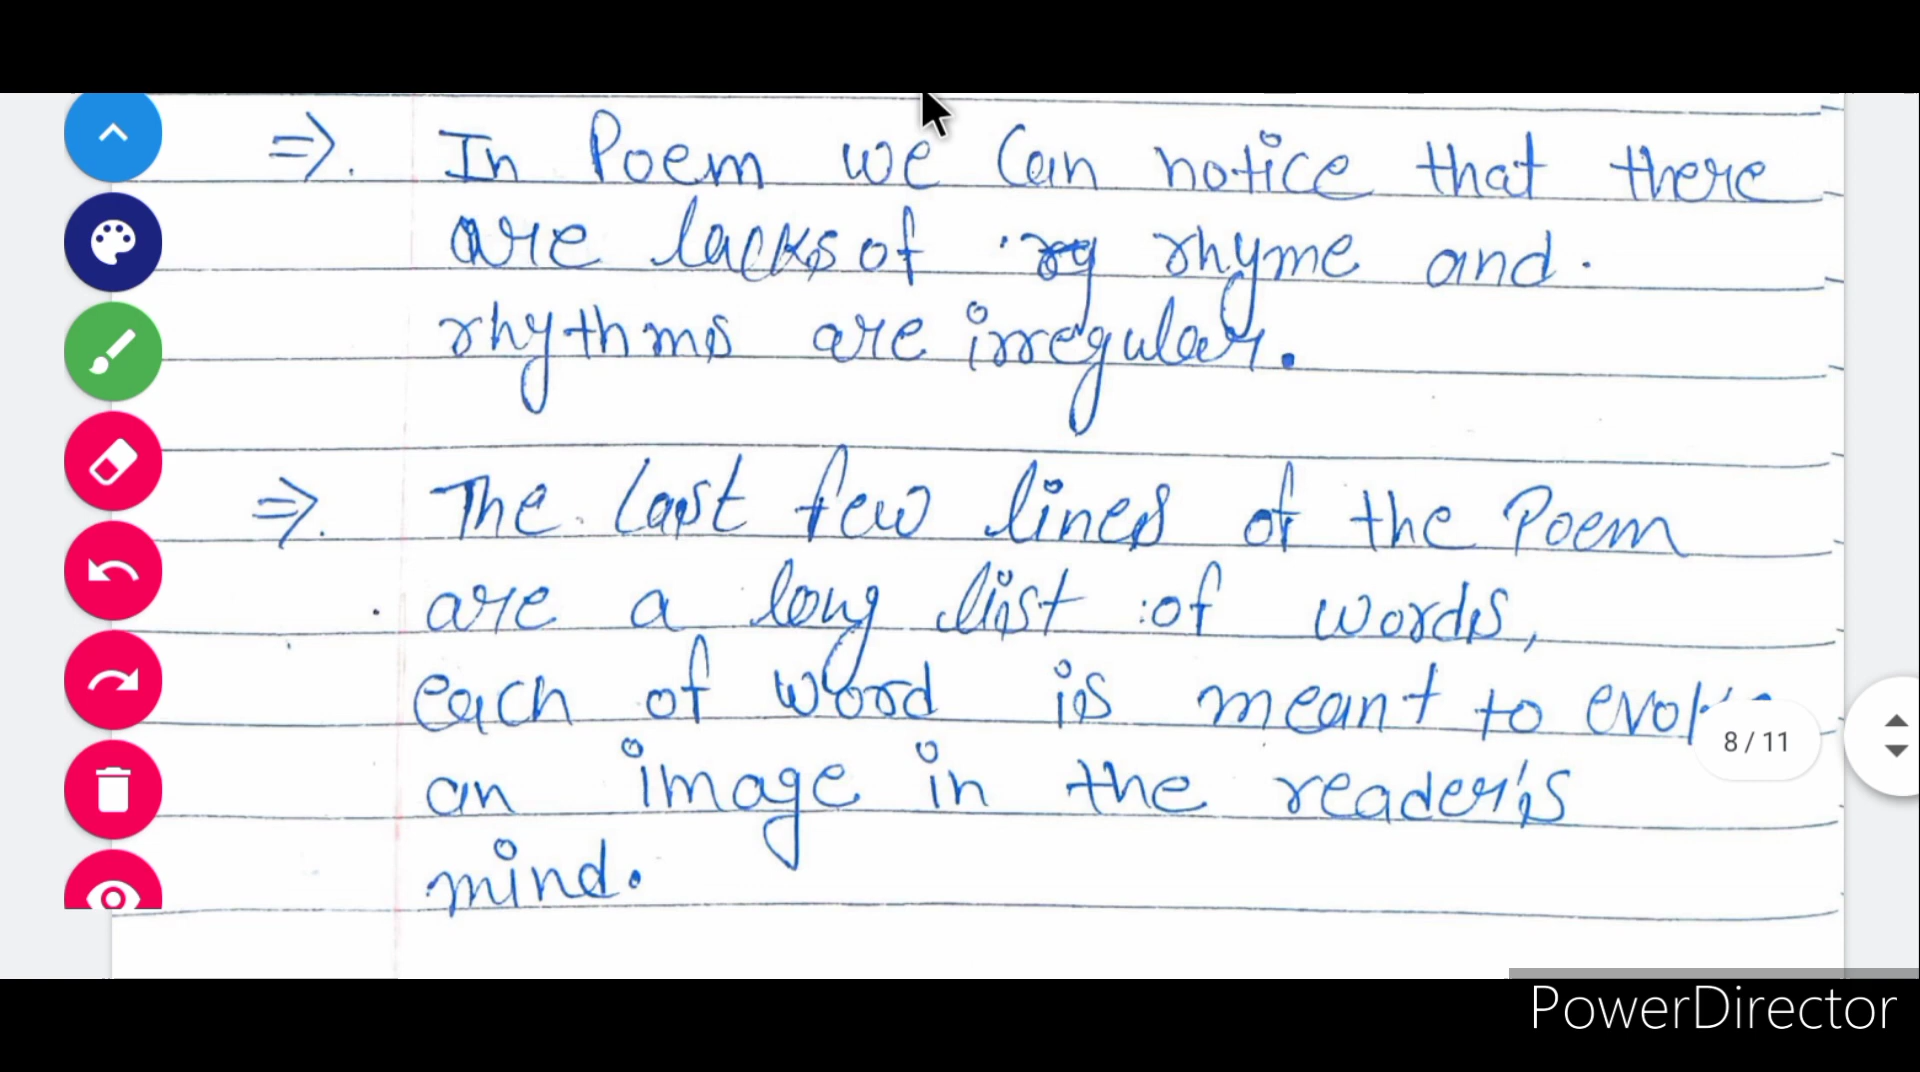 ⇒. In Poem we Can notice that there
are lacks of rhyme and.
rhythms are irregular.
⇒. The Last few lines of the Poem
are a long list of words,
each of word is meant to evoke
8 / 11
an image in the reader's
mind.
PowerDirector